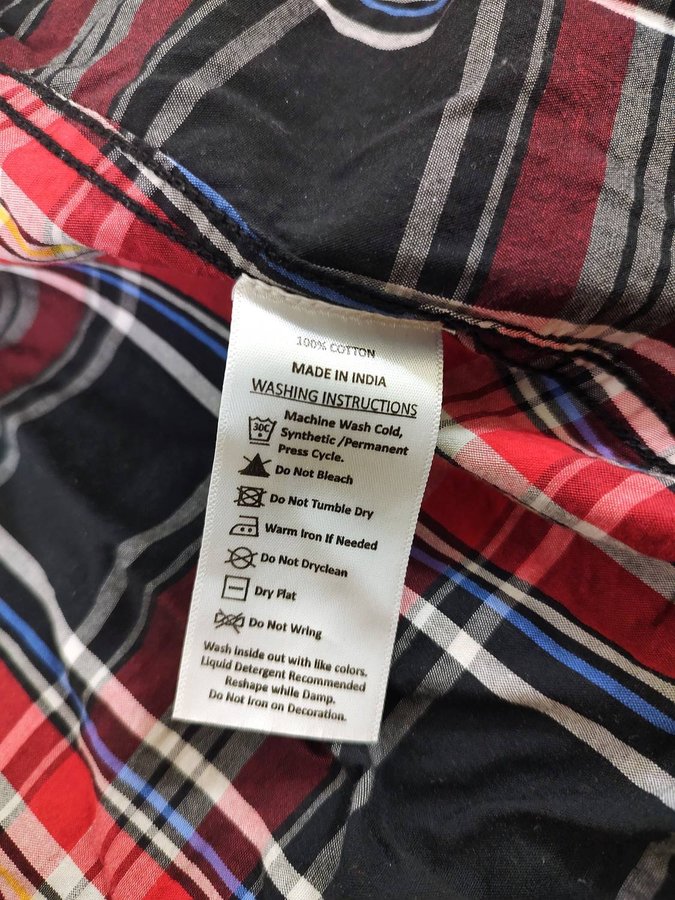 100% COTTON
MADE IN INDIA
WASHING INSTRUCTIONS
30C
Machine Wash Cold,
Synthetic /Permanent
Press Cycle.
Do Not Bleach
Do Not Tumble Dry
Warm Iron If Needed
Do Not Dryclean
Dry Flat
Do Not Wring
Wash inside out with like colors.
Liquid Detergent Recommended
Reshape while Damp.
Do Not Iron on Decoration.